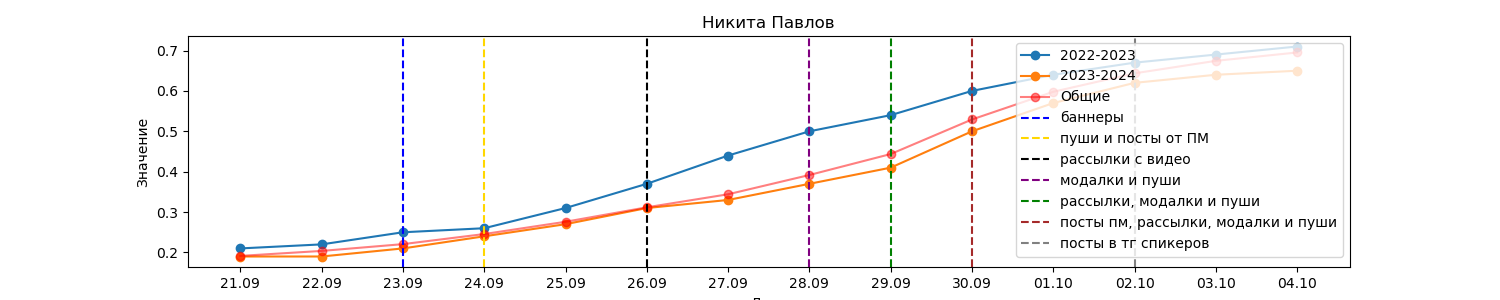 Никита Павлов
Значение
0.7
0.6
0.5
0.4
0.3
0.2
2022-2023
2023-2024
Общие
баннеры
пуши и посты от ПМ
рассылки с видео
модалки и пуши
рассылки, модалки и пуши
посты пм, рассылки, модалки и пуши
посты в тг спикеров
21.09 22.09 23.09 24.09 25.09 26.09 27.09 28.09 29.09 30.09 01.10 02.10 03.10 04.10